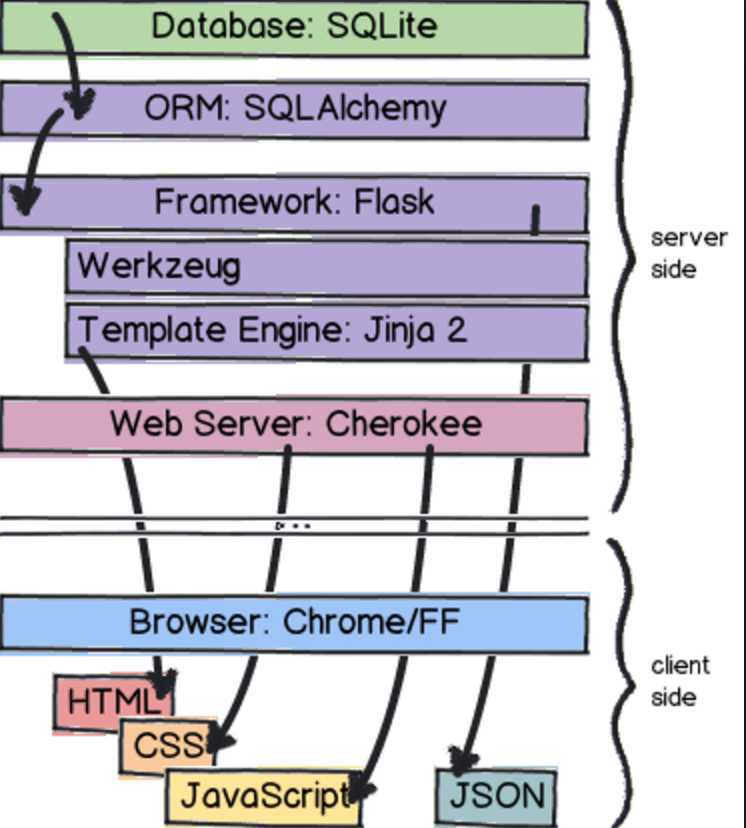 Database: SQLite
ORM: SQLAlchemy
Framework: Flask
Werkzeug
Template Engine: Jinja 2
Web Server: Cherokee
server
side
...
Browser: Chrome/FF
client
side
HTML
CSS
JavaScript
JSON